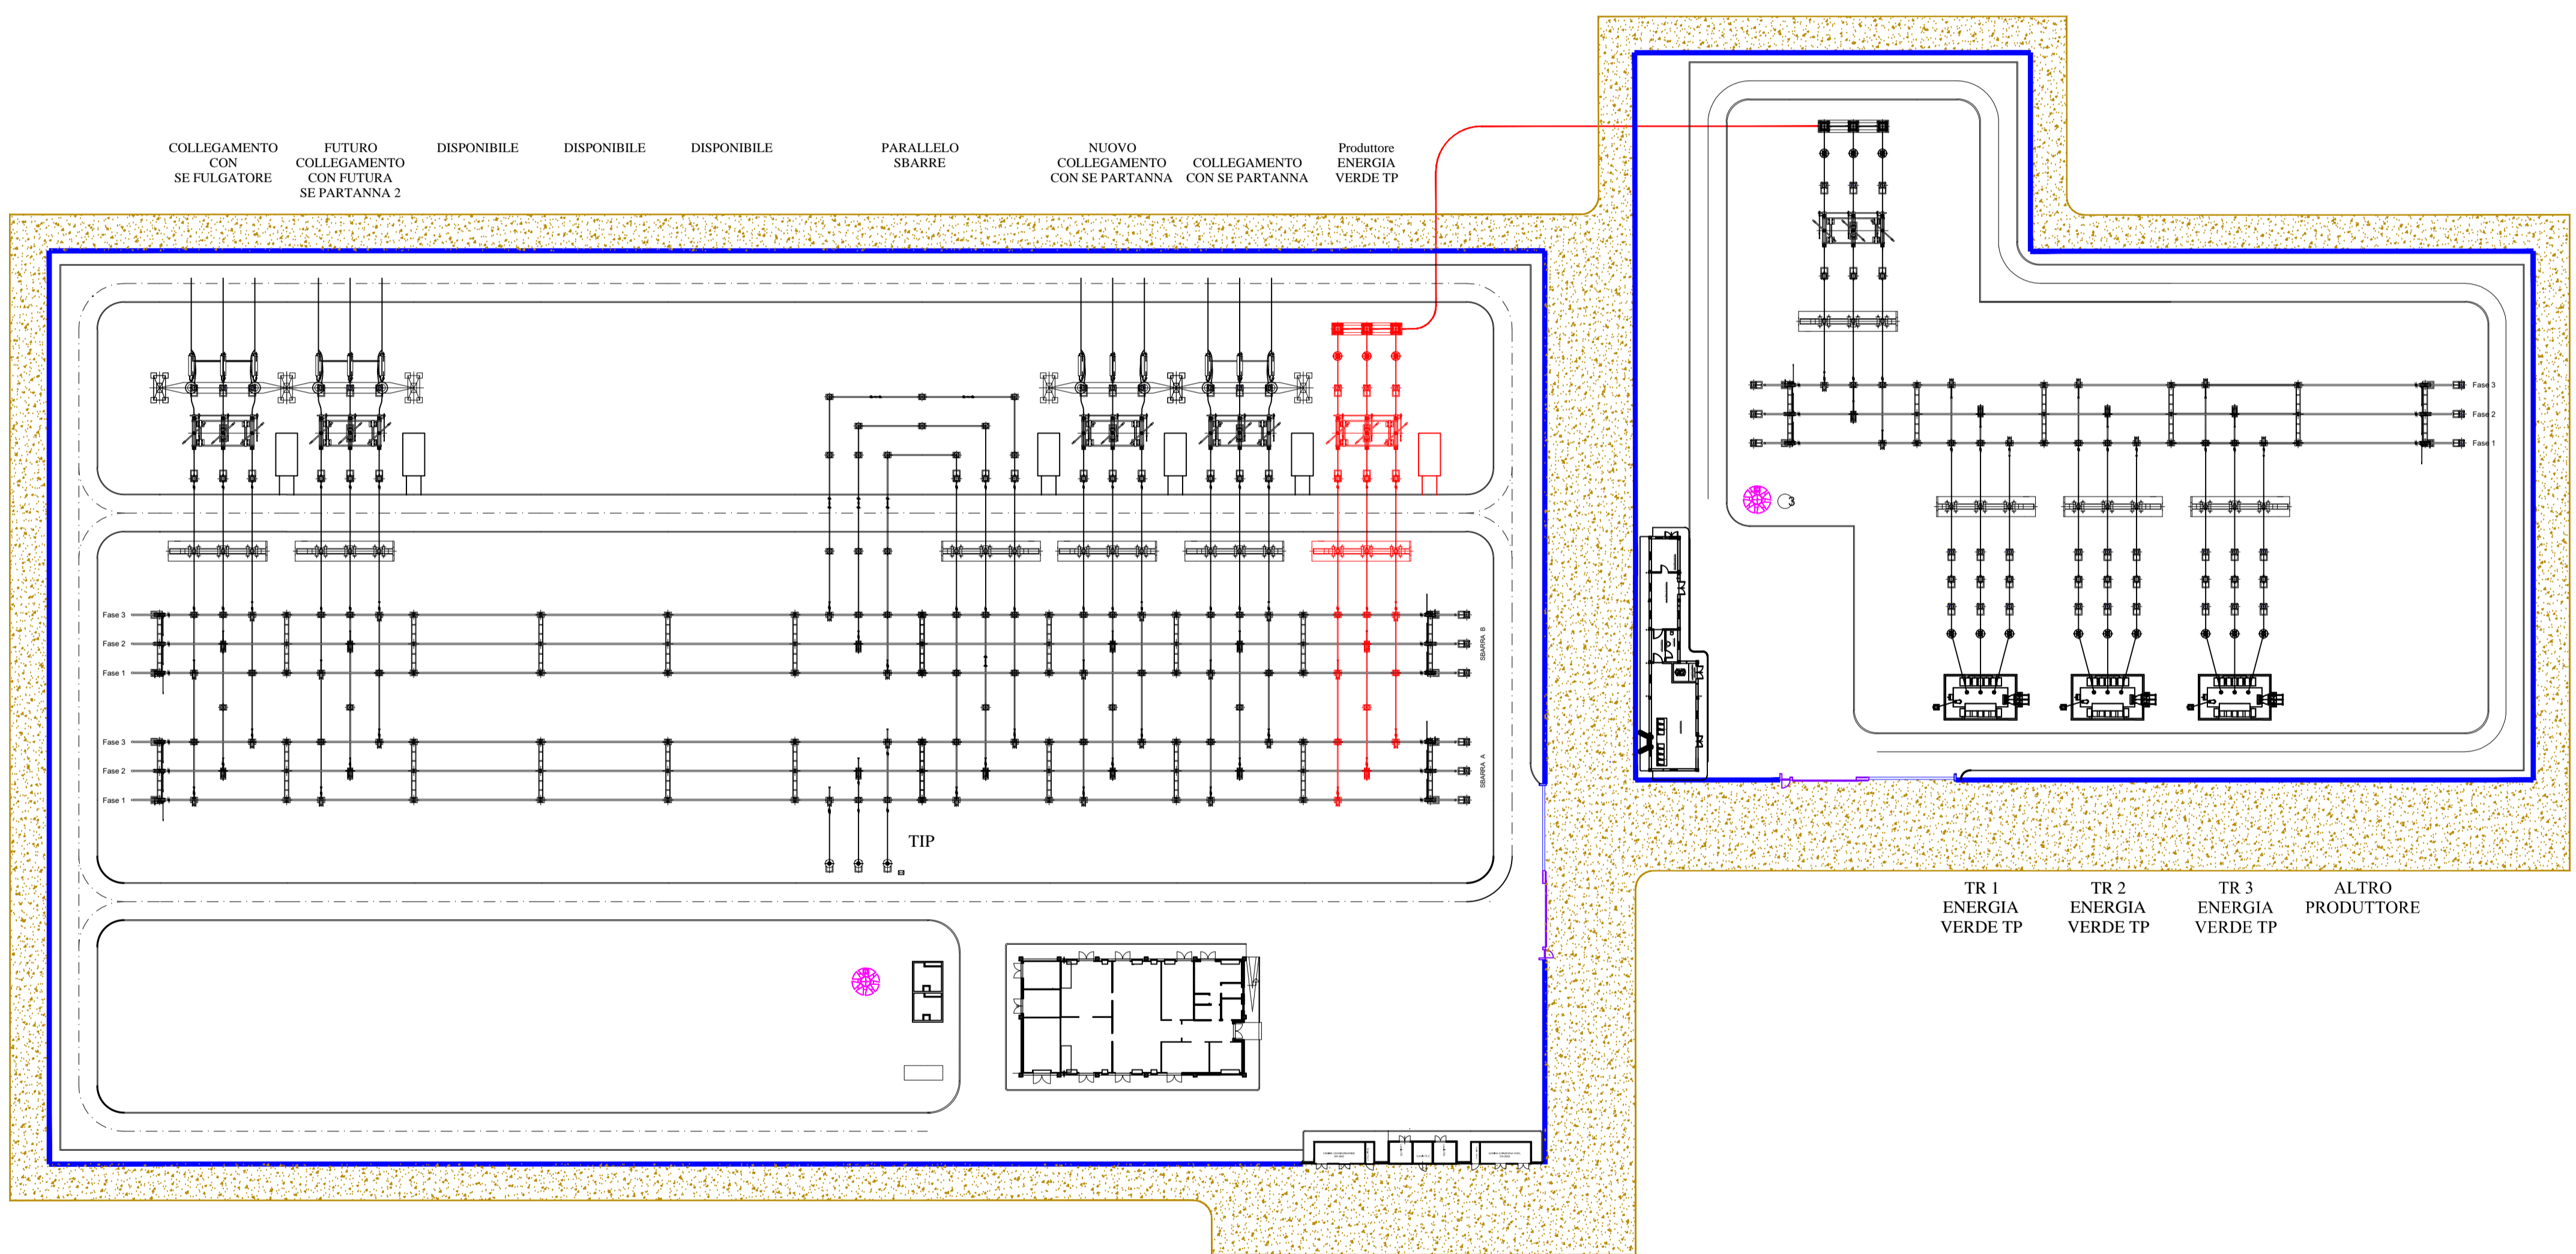 COLLEGAMENTO
CON
SE FULGATORE
FUTURO
COLLEGAMENTO
CON FUTURA
SE PARTANNA 2
DISPONIBILE
DISPONIBILE
DISPONIBILE
PARALLELO
SBARRE
NUOVO
COLLEGAMENTO
CON SE PARTANNA
COLLEGAMENTO
CON SE PARTANNA
Produttore
ENERGIA
VERDE TP
Fase 3
Fase 2
Fase 1
3
Fase 3
Fase 2
Fase 1
SBARRA B
Fase 3
Fase 2
Fase 1
SBARRA A
TIP
TR 1
ENERGIA
VERDE TP
TR 2
ENERGIA
VERDE TP
TR 3
ENERGIA
VERDE TP
ALTRO
PRODUTTORE